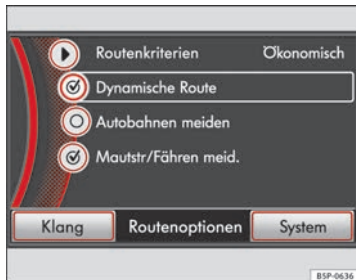 Routenkriterien Ökonomisch
Dynamische Route
Autobahnen meiden
Mautstr/Fähren meid.
Klang Routenoptionen System
B5P-0636